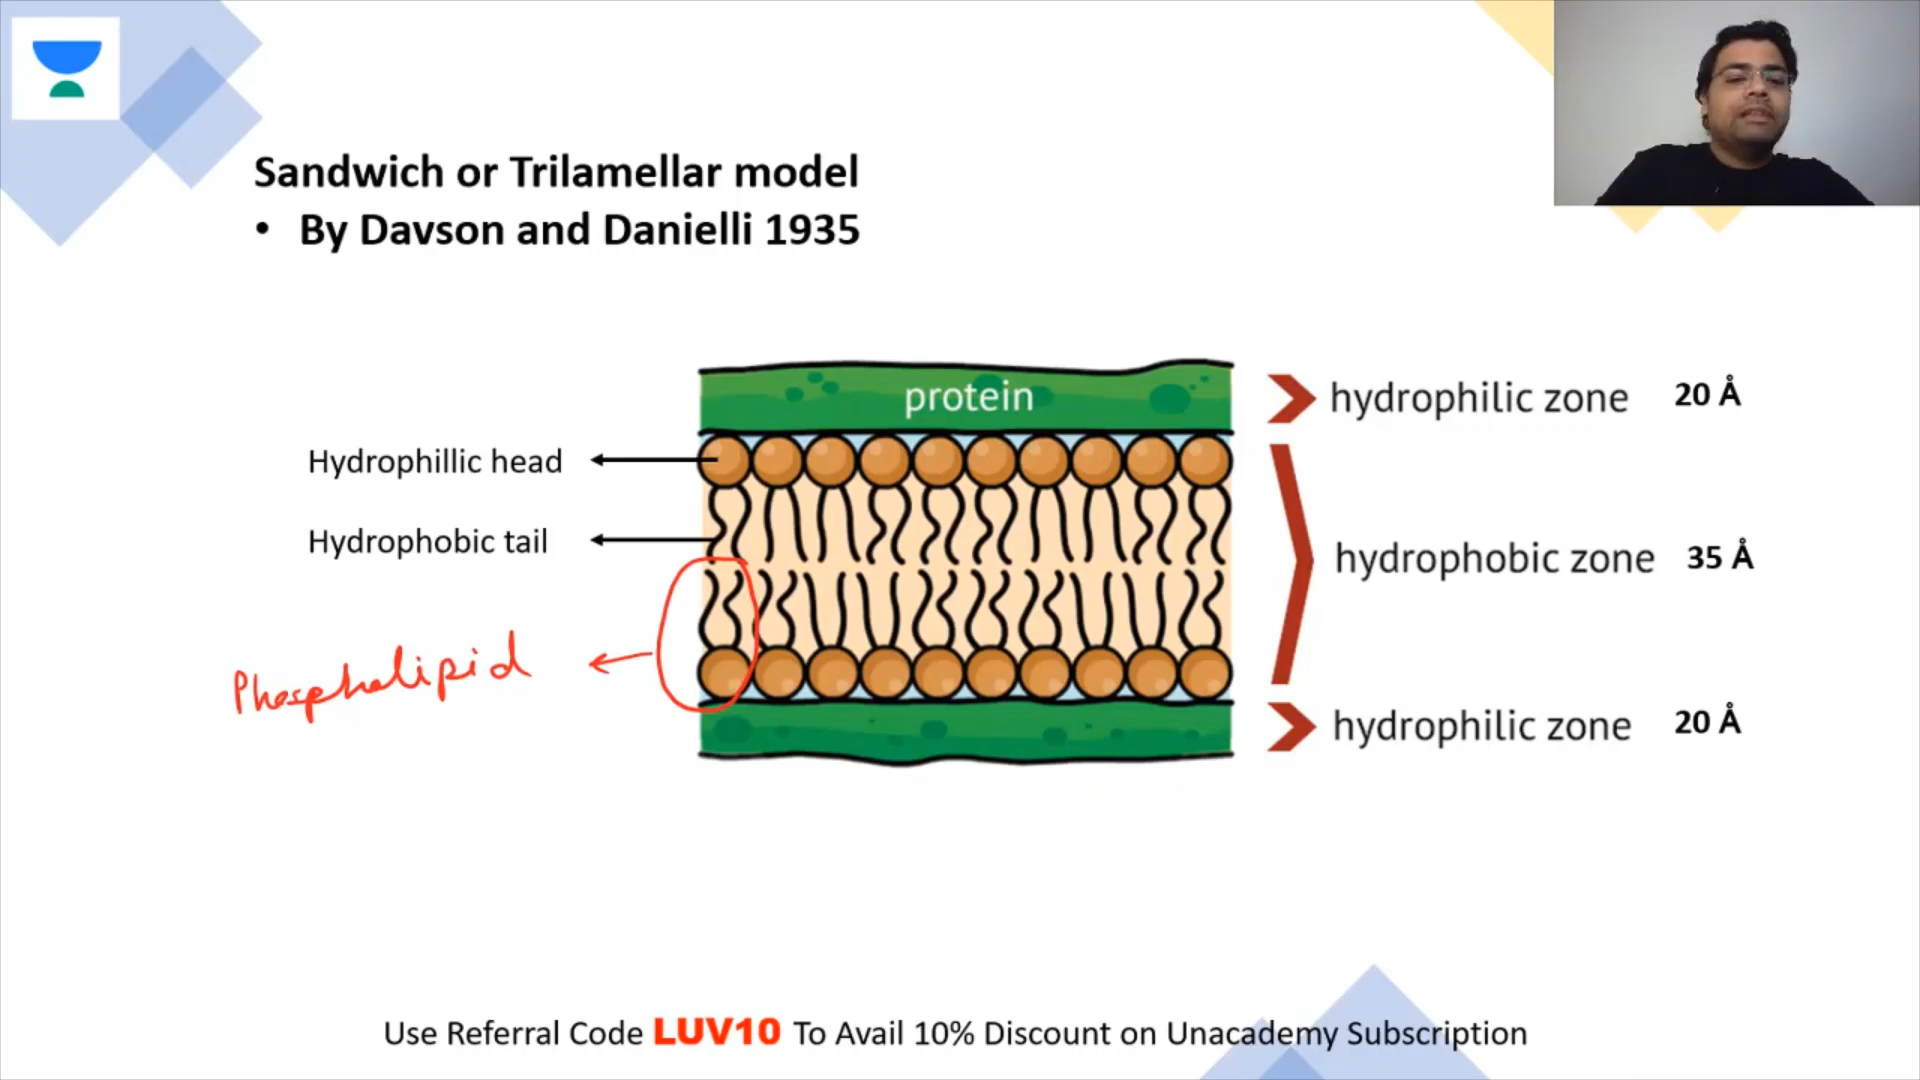 Sandwich or Trilamellar model
• By Davson and Danielli 1935
protein
hydrophilic zone 20 Å
Hydrophillic head
Hydrophobic tail
hydrophobic zone 35 Å
Phospholipid
hydrophilic zone 20 Å
Use Referral Code LUV10 To Avail 10% Discount on Unacademy Subscription